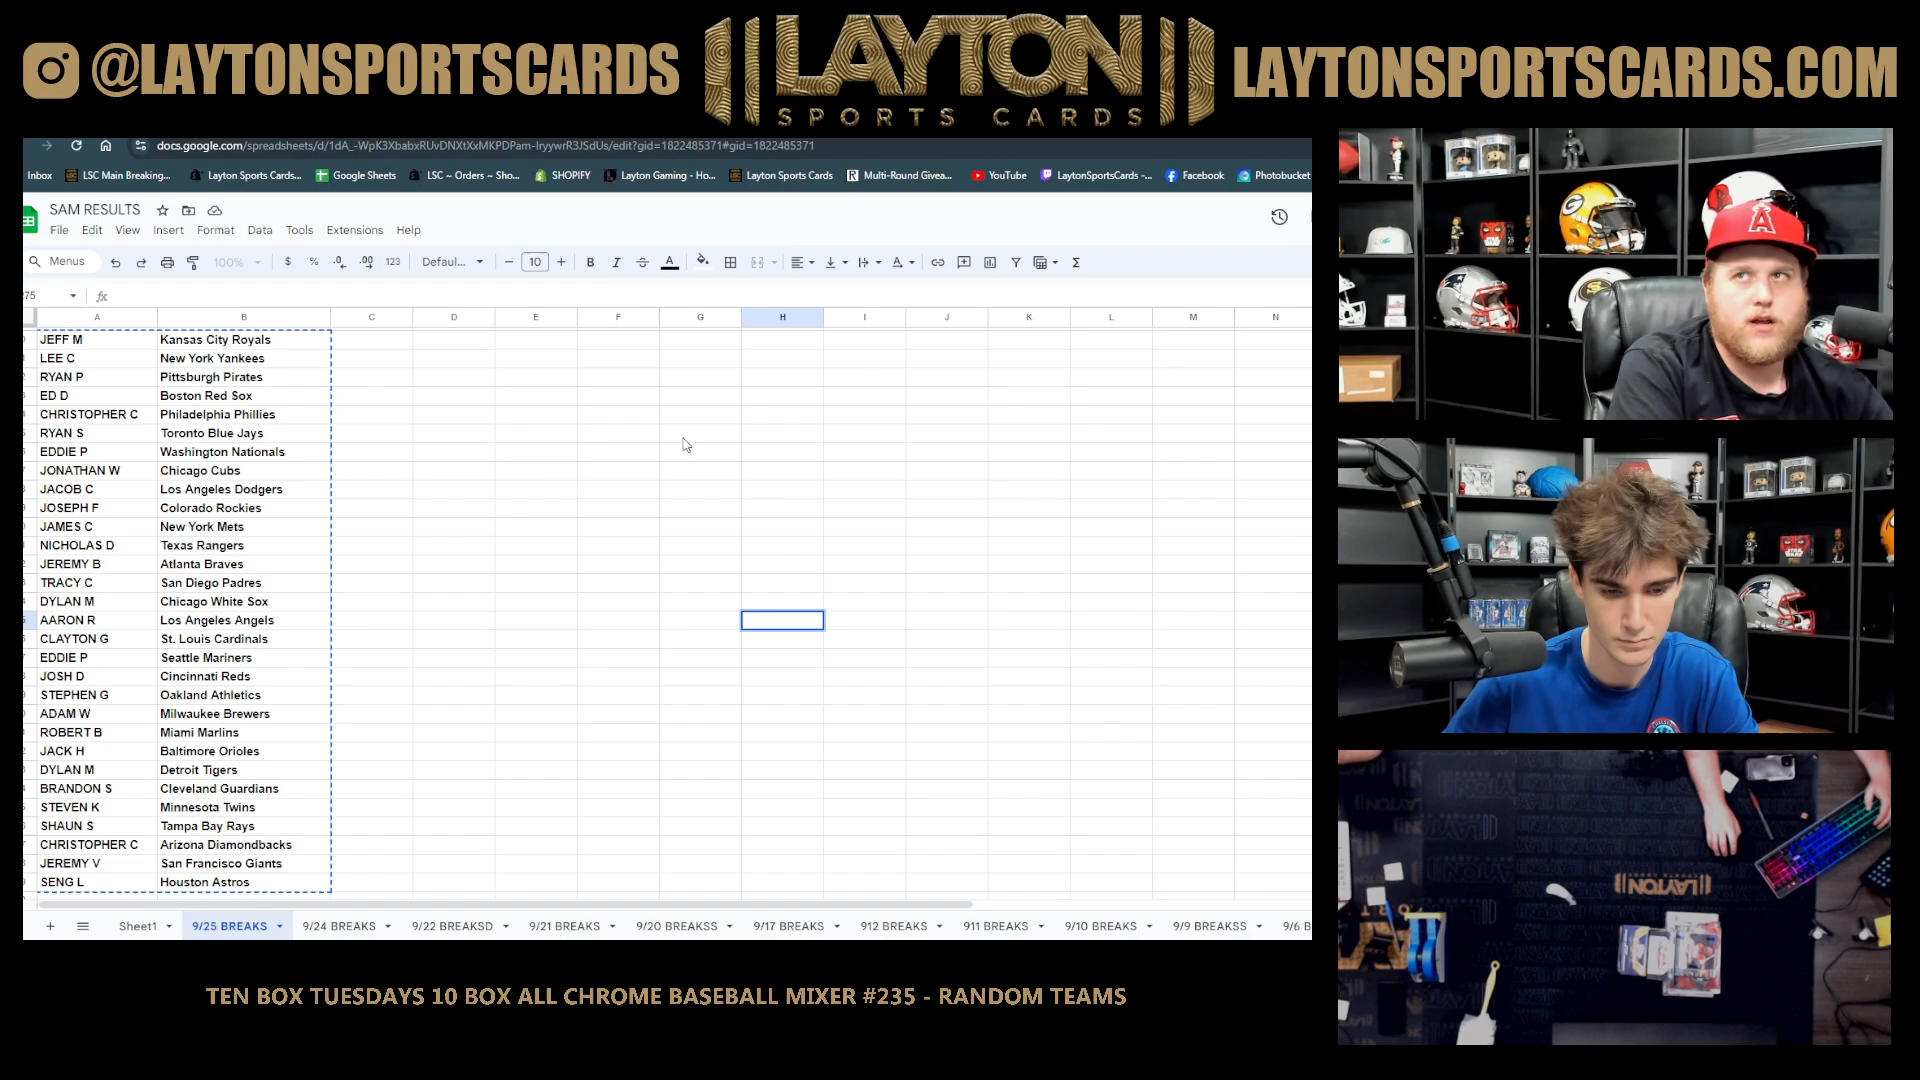 @LAYTONSPORTSCARDS
LAYTON
SPORTS CARDS
LAYTONSPORTSCARDS.COM
docs.google.com/spreadsheets/d/1dA_-WpK3XbabxRUvDNXtXxMKPDPam-IryywrR3JSdUs/edit?gid=1822485371#gid=1822485371
Inbox LSC Main Breaking... Layton Sports Cards... Google Sheets LSC ~ Orders ~ Sho... SHOPIFY Layton Gaming - Ho... Layton Sports Cards Multi-Round Givea... YouTube LaytonSportsCards -... Facebook Photobucket
SAM RESULTS
File Edit View Insert Format Data Tools Extensions Help
Menus 100% $ % .0 .00 123 Defaul... 10 B I A
75 fx
A B C D E F G H I J K L M N
JEFF M Kansas City Royals
LEE C New York Yankees
RYAN P Pittsburgh Pirates
ED D Boston Red Sox
CHRISTOPHER C Philadelphia Phillies
RYAN S Toronto Blue Jays
EDDIE P Washington Nationals
JONATHAN W Chicago Cubs
JACOB C Los Angeles Dodgers
JOSEPH F Colorado Rockies
JAMES C New York Mets
NICHOLAS D Texas Rangers
JEREMY B Atlanta Braves
TRACY C San Diego Padres
DYLAN M Chicago White Sox
AARON R Los Angeles Angels
CLAYTON G St. Louis Cardinals
EDDIE P Seattle Mariners
JOSH D Cincinnati Reds
STEPHEN G Oakland Athletics
ADAM W Milwaukee Brewers
ROBERT B Miami Marlins
JACK H Baltimore Orioles
DYLAN M Detroit Tigers
BRANDON S Cleveland Guardians
STEVEN K Minnesota Twins
SHAUN S Tampa Bay Rays
CHRISTOPHER C Arizona Diamondbacks
JEREMY V San Francisco Giants
SENG L Houston Astros
Sheet1 9/25 BREAKS 9/24 BREAKS 9/22 BREAKSD 9/21 BREAKS 9/20 BREAKSS 9/17 BREAKS 912 BREAKS 911 BREAKS 9/10 BREAKS 9/9 BREAKSS 9/6 B
TEN BOX TUESDAYS 10 BOX ALL CHROME BASEBALL MIXER #235 - RANDOM TEAMS
A
G
STAR WARS
STAR WARS
LAYTON